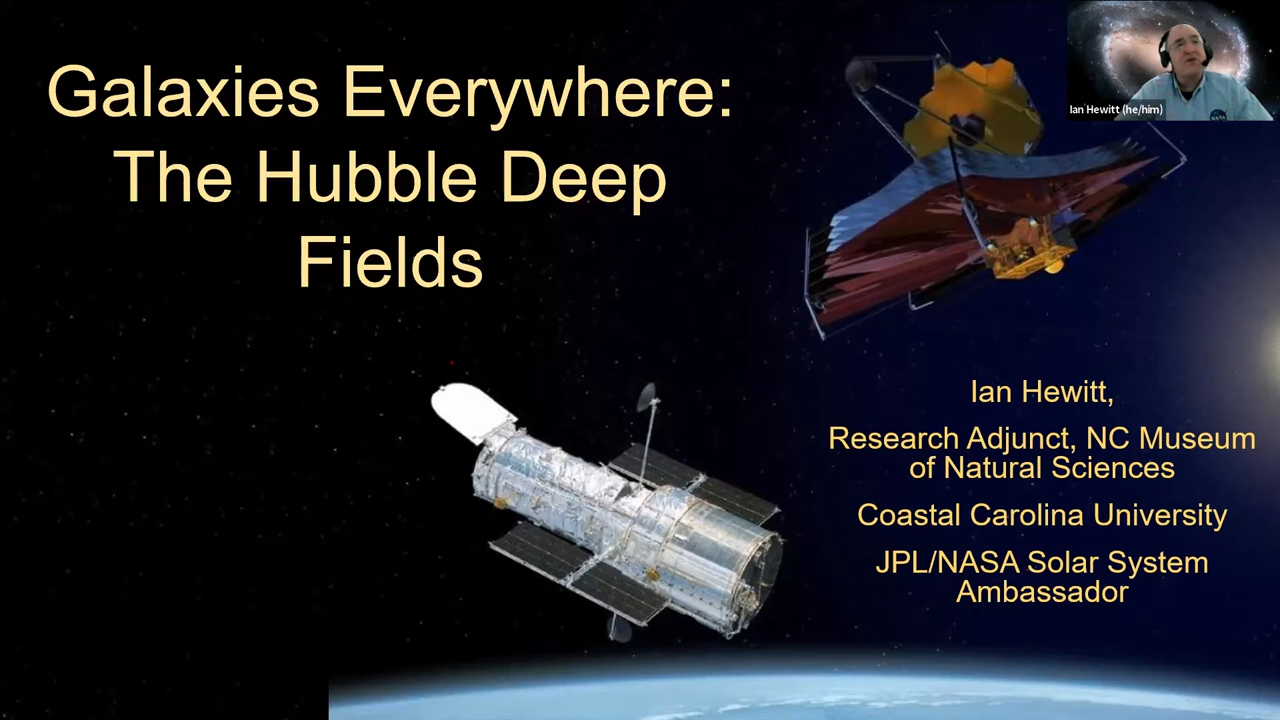 Galaxies Everywhere:
The Hubble Deep
Fields
Ian Hewitt (he/him)
NASA
Ian Hewitt,
Research Adjunct, NC Museum
of Natural Sciences
Coastal Carolina University
JPL/NASA Solar System
Ambassador